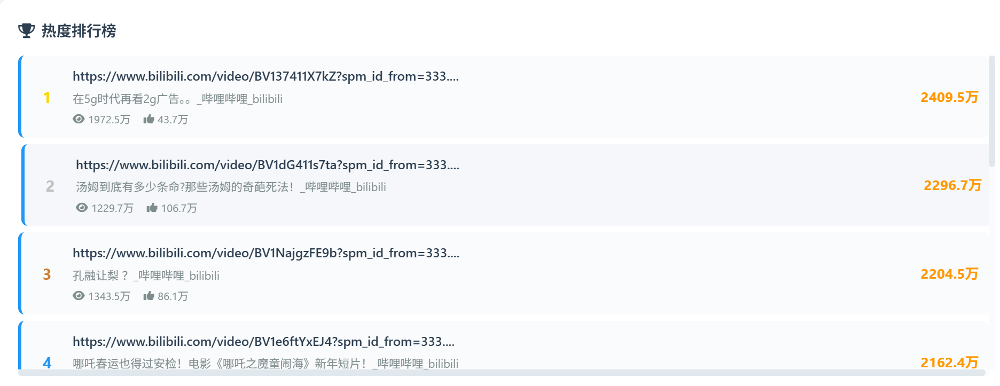 热度排行榜
1
https://www.bilibili.com/video/BV137411X7kZ?spm_id_from=333....
在5g时代再看2g广告。。_哔哩哔哩_bilibili
1972.5万 43.7万
2409.5万
2
https://www.bilibili.com/video/BV1dG411s7ta?spm_id_from=333....
汤姆到底有多少条命?那些汤姆的奇葩死法！_哔哩哔哩_bilibili
1229.7万 106.7万
2296.7万
3
https://www.bilibili.com/video/BV1NajgzFE9b?spm_id_from=333....
孔融让梨？_哔哩哔哩_bilibili
1343.5万 86.1万
2204.5万
4
https://www.bilibili.com/video/BV1e6ftYxEJ4?spm_id_from=333....
哪吒春运也得过安检！电影《哪吒之魔童闹海》新年短片！_哔哩哔哩_bilibili
2162.4万